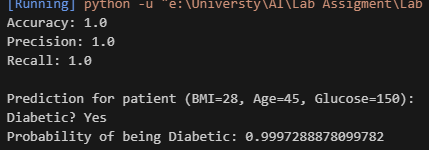 [Running] python -u "e:\Universty\AI\Lab Assigment\Lab
Accuracy: 1.0
Precision: 1.0
Recall: 1.0
Prediction for patient (BMI=28, Age=45, Glucose=150):
Diabetic? Yes
Probability of being Diabetic: 0.9997288878099782